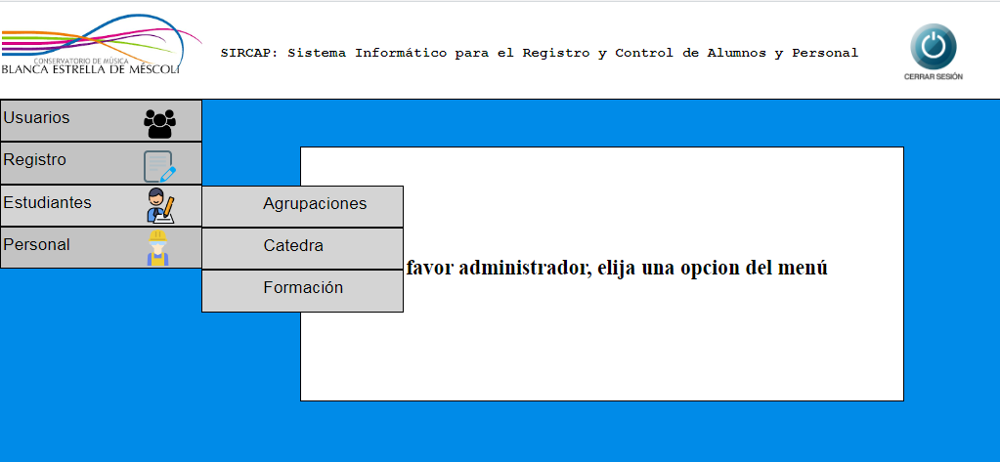 CONSERVATORIO DE MÚSICA
BLANCA ESTRELLA DE MÉSCOLI
SIRCAP: Sistema Informático para el Registro y Control de Alumnos y Personal
CERRAR SESIÓN
Usuarios
Registro
Estudiantes
Personal
Agrupaciones
Catedra
Formación
favor administrador, elija una opcion del menú